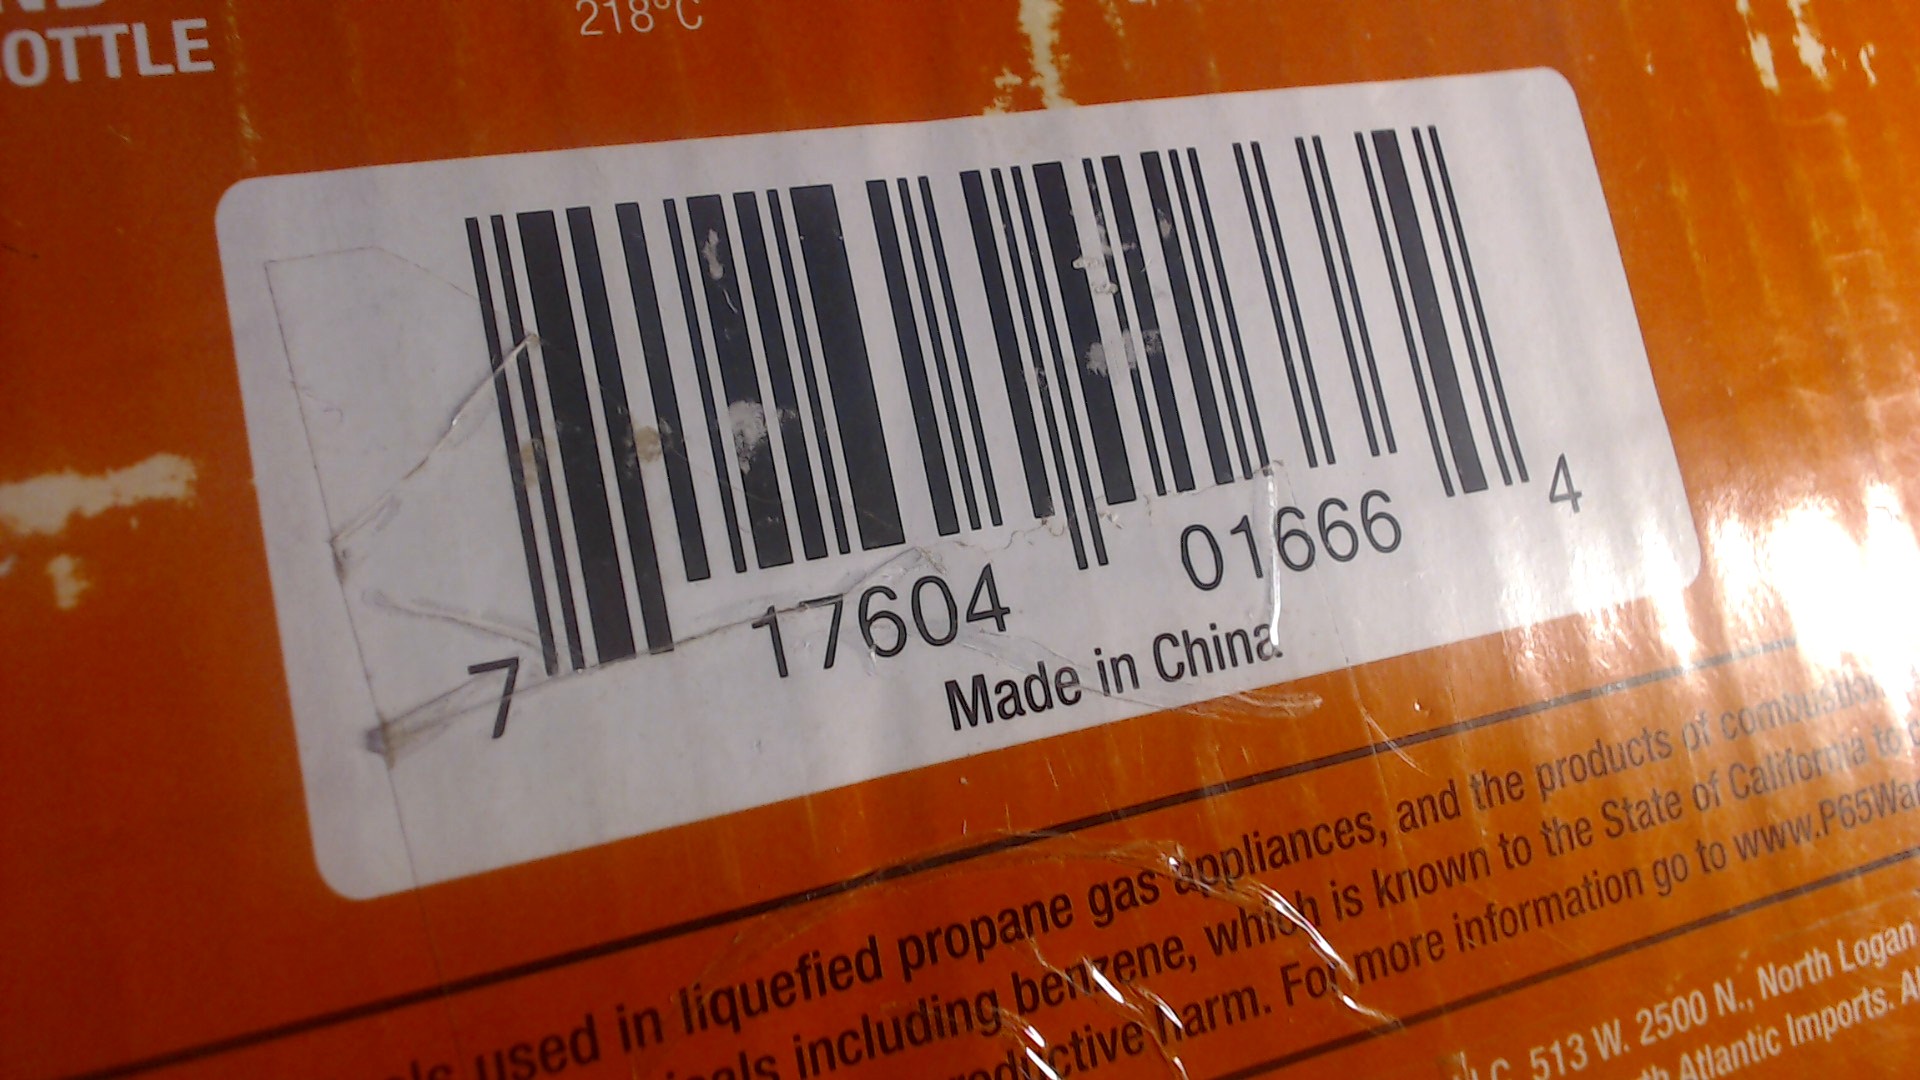 OTTLE
218°C
7 17604 01666 4
Made in China
used in liquefied propane gas appliances, and the products of combustion
including benzene, which is known to the State of California to
harm. For more information go to www.P65War
513 W. 2500 N., North Logan
Atlantic Imports.